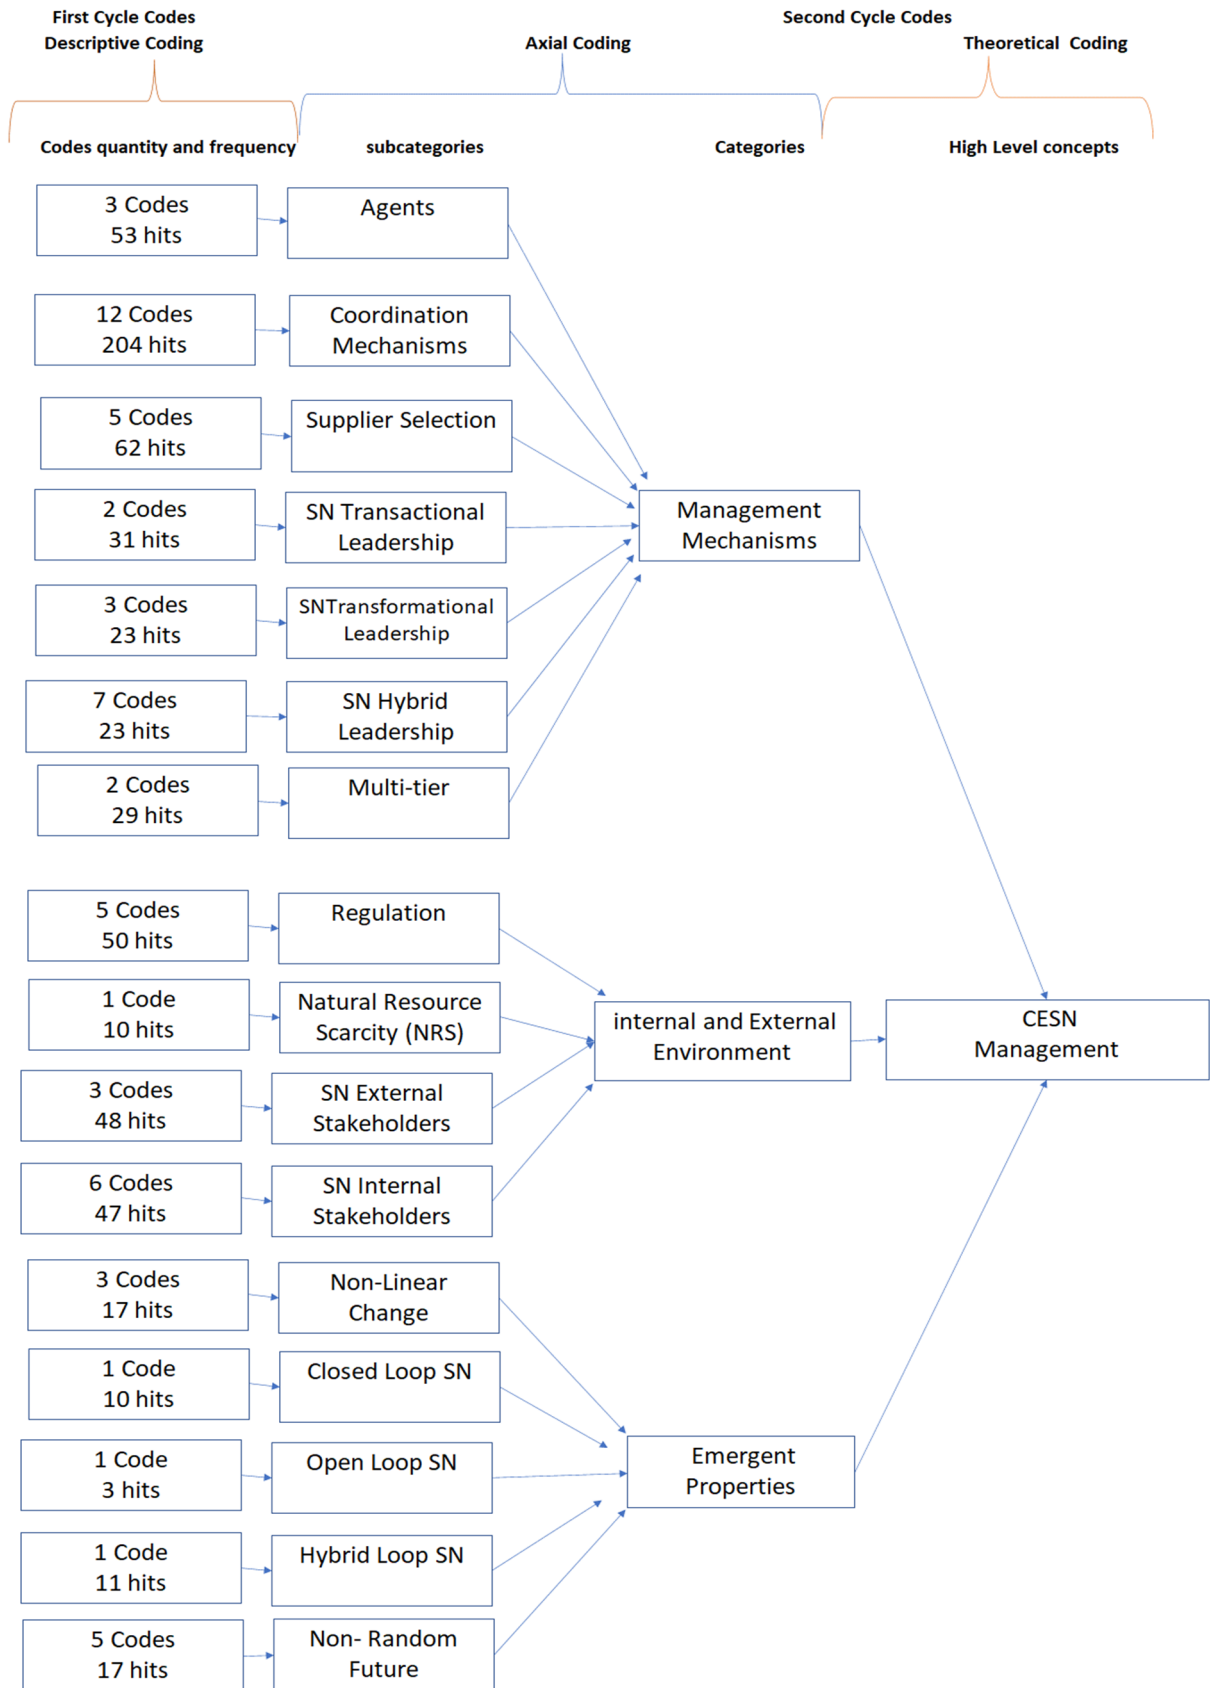 First Cycle Codes
Second Cycle Codes
Descriptive Coding
Axial Coding
Theoretical Coding
Codes quantity and frequency
subcategories
Categories
High Level concepts
3 Codes
53 hits
Agents
12 Codes
204 hits
Coordination
Mechanisms
5 Codes
62 hits
Supplier Selection
2 Codes
31 hits
SN Transactional
Leadership
Management
Mechanisms
3 Codes
23 hits
SNTransformational
Leadership
7 Codes
23 hits
SN Hybrid
Leadership
2 Codes
29 hits
Multi-tier
5 Codes
50 hits
Regulation
1 Code
10 hits
Natural Resource
Scarcity (NRS)
internal and External
Environment
CESN
Management
3 Codes
48 hits
SN External
Stakeholders
6 Codes
47 hits
SN Internal
Stakeholders
3 Codes
17 hits
Non-Linear
Change
1 Code
10 hits
Closed Loop SN
1 Code
3 hits
Open Loop SN
Emergent
Properties
1 Code
11 hits
Hybrid Loop SN
5 Codes
17 hits
Non- Random
Future